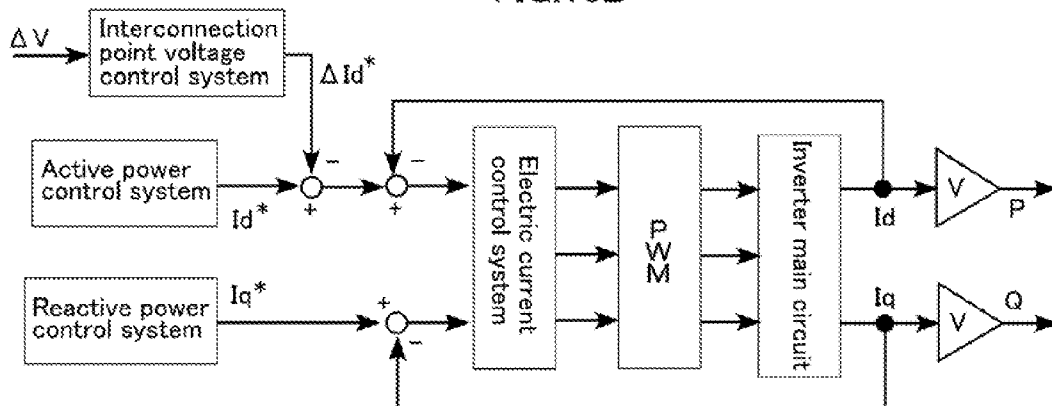 ΔV
Interconnection
point voltage
control system
ΔId*
Active power
control system
Id*
Reactive power
control system
Iq*
+
−
−
+
+
−
Electric current
control system
PWM
Inverter main circuit
Id
V
P
Iq
V
Q